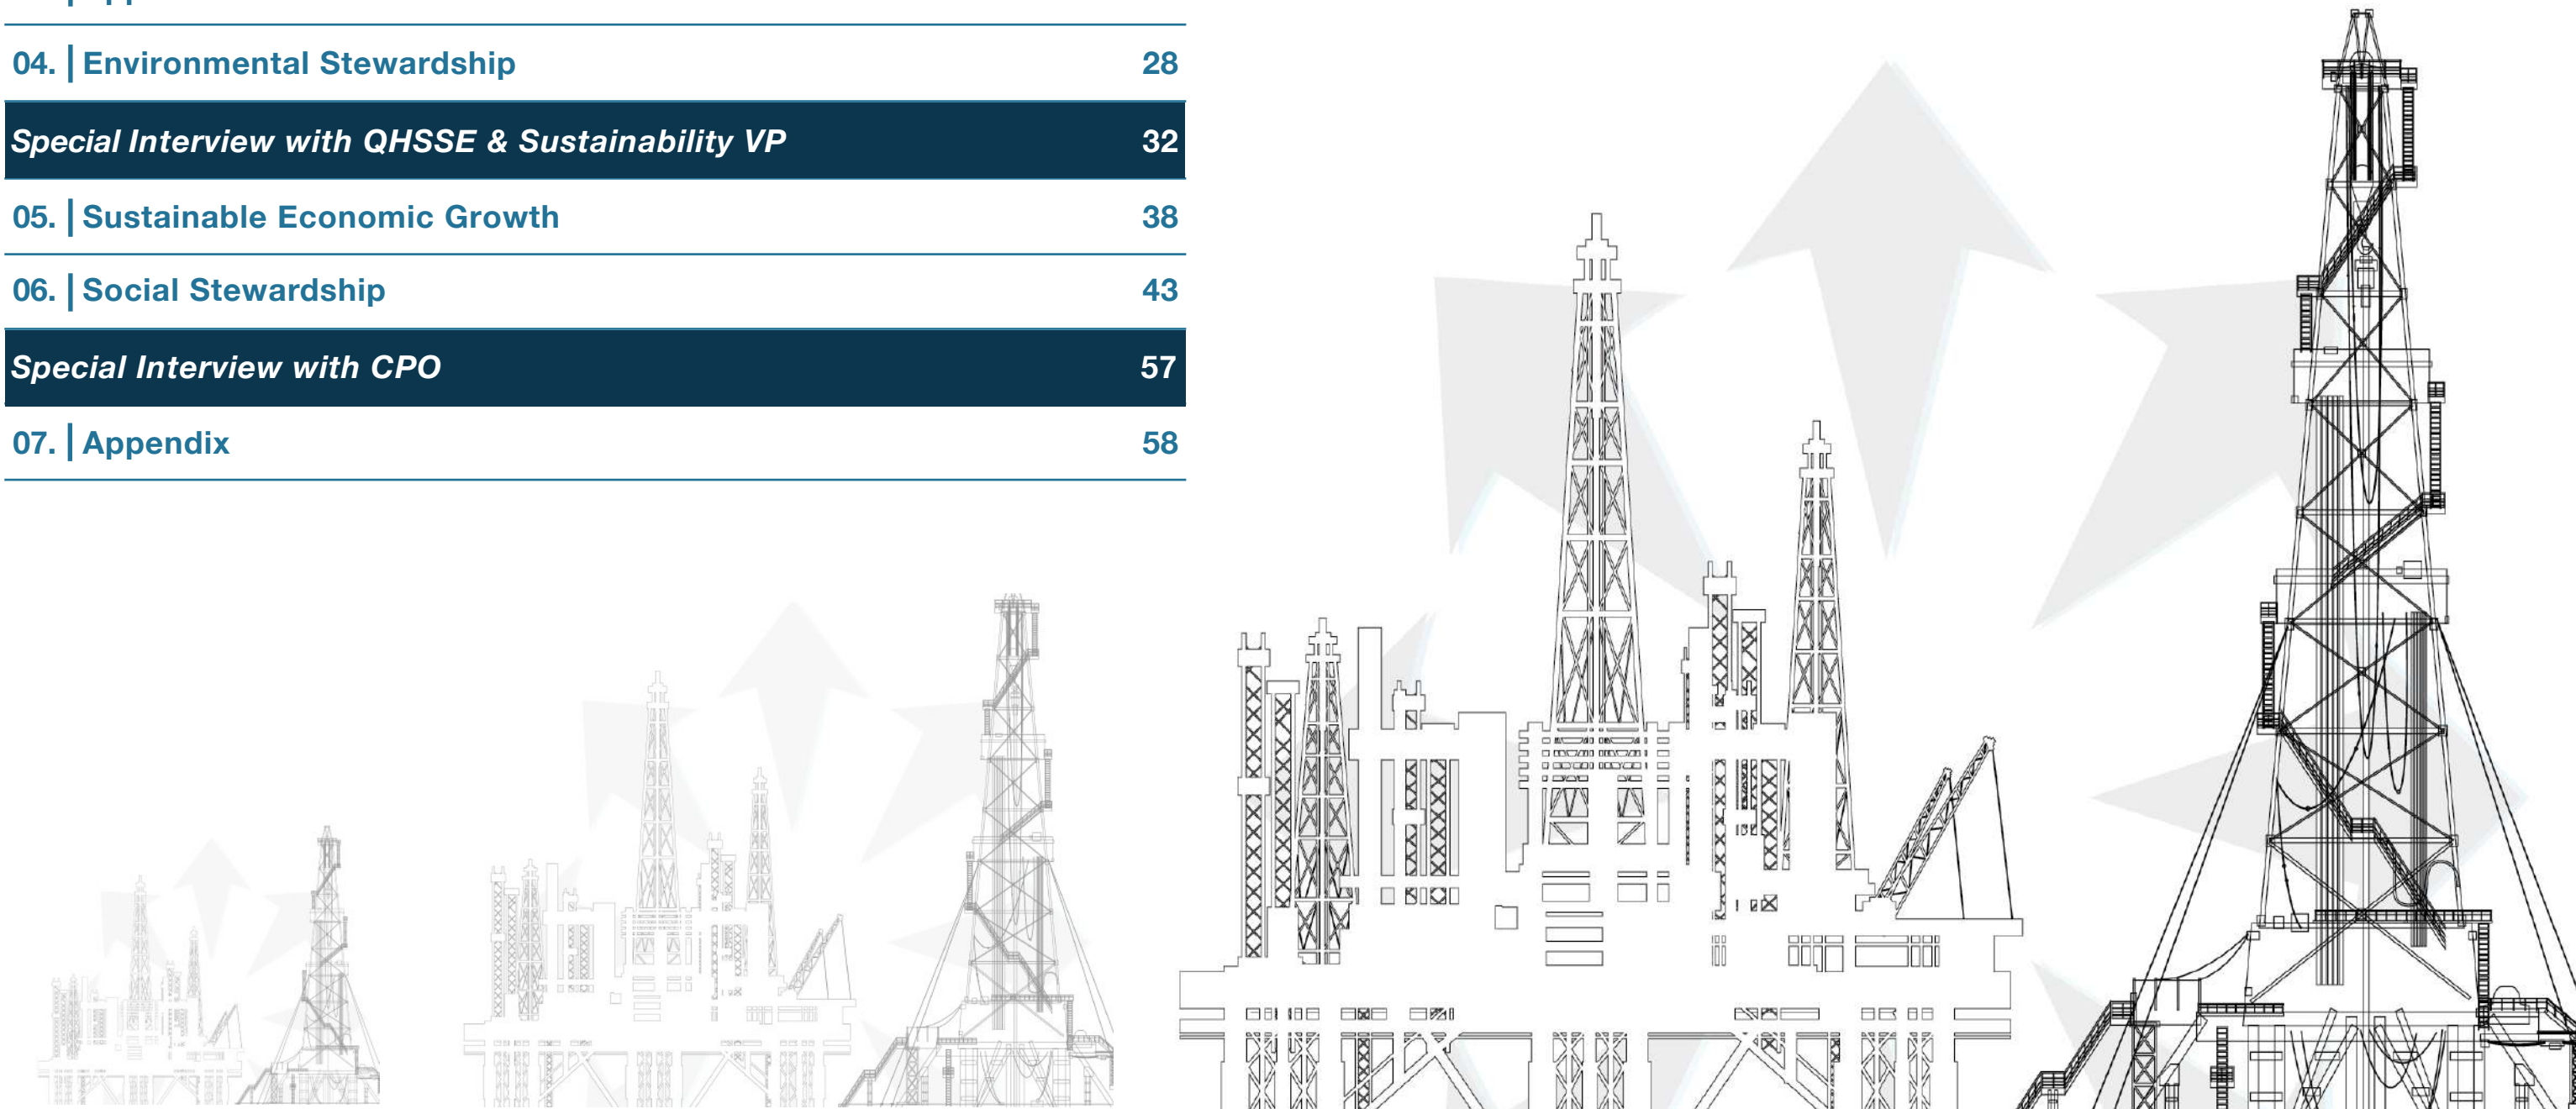 04. | Environmental Stewardship 28
Special Interview with QHSSE & Sustainability VP 32
05. | Sustainable Economic Growth 38
06. | Social Stewardship 43
Special Interview with CPO 57
07. | Appendix 58